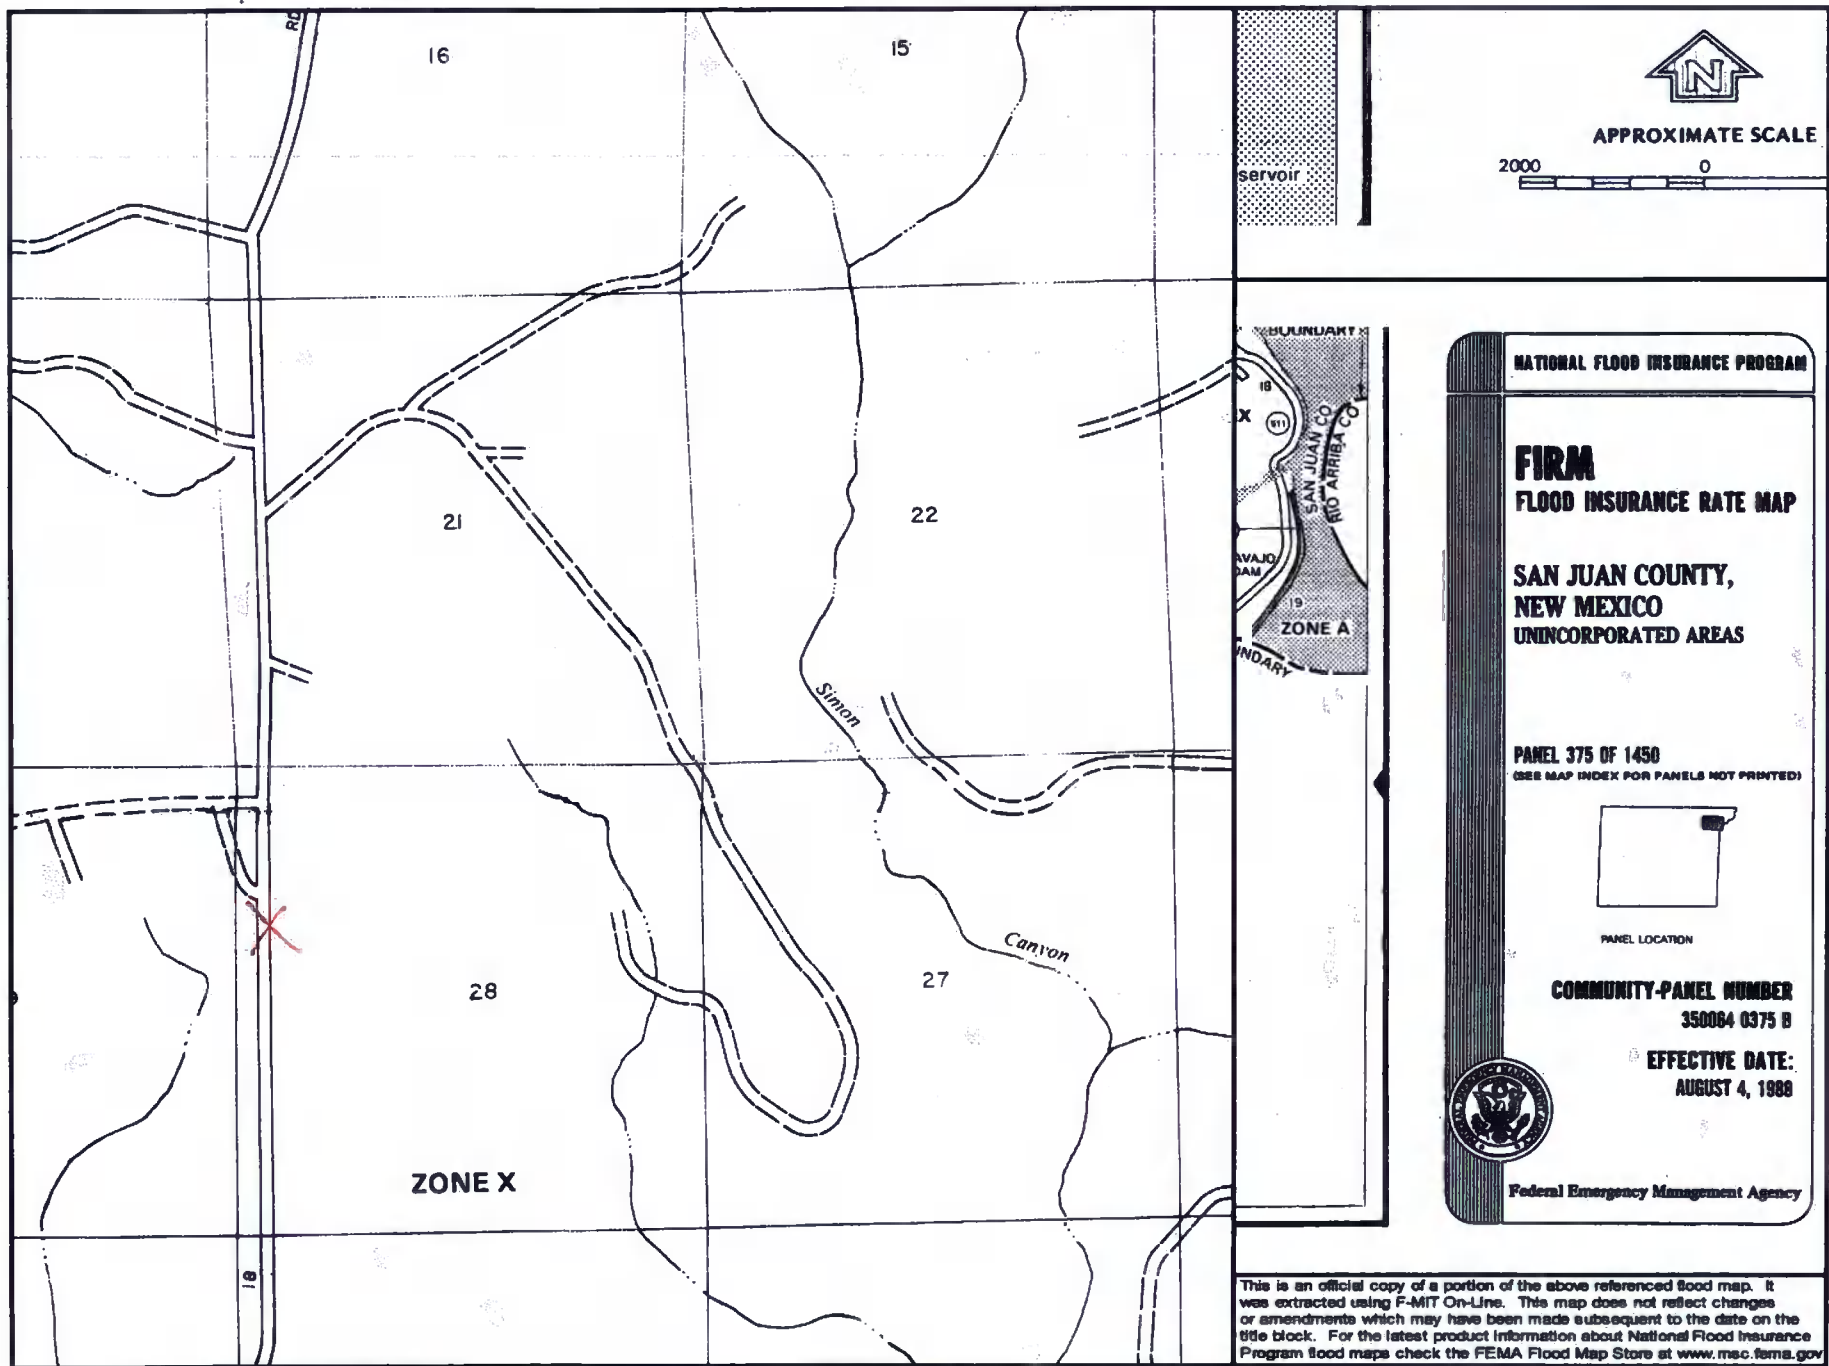 RD
16
15
21
22
Simon
Canyon
28
27
ZONE X
18
servoir
BOUNDARY
18
X
511
SAN JUAN CO
RIO ARRIBA CO
AVAJO
DAM
19
ZONE A
UNDARY
N
APPROXIMATE SCALE
2000 0
NATIONAL FLOOD INSURANCE PROGRAM
FIRM
FLOOD INSURANCE RATE MAP
SAN JUAN COUNTY,
NEW MEXICO
UNINCORPORATED AREAS
PANEL 375 OF 1450
(SEE MAP INDEX FOR PANELS NOT PRINTED)
PANEL LOCATION
COMMUNITY-PANEL NUMBER
350064 0375 B
EFFECTIVE DATE:
AUGUST 4, 1988
Federal Emergency Management Agency
This is an official copy of a portion of the above referenced flood map. It
was extracted using F-MIT On-Line. This map does not reflect changes
or amendments which may have been made subsequent to the date on the
title block. For the latest product information about National Flood Insurance
Program flood maps check the FEMA Flood Map Store at www.msc.fema.gov